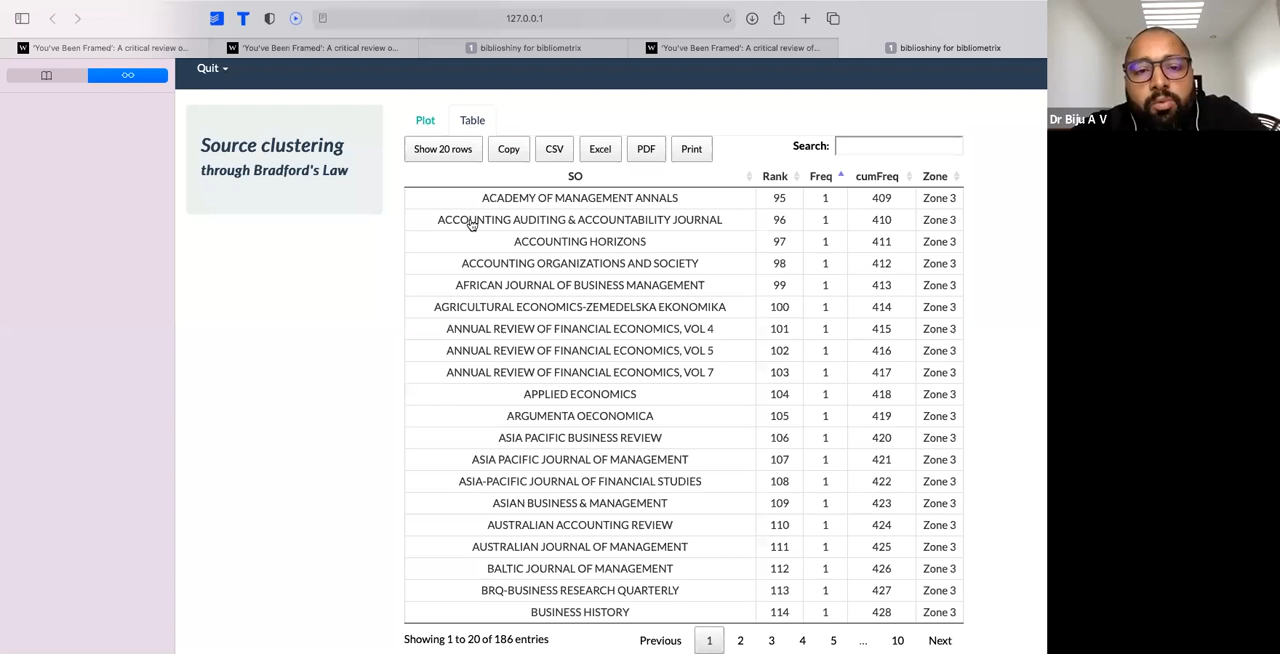 127.0.0.1
'You've Been Framed': A critical review o...
'You've Been Framed': A critical review o...
biblioshiny for bibliometrix
'You've Been Framed': A critical review of...
biblioshiny for bibliometrix
Quit
Dr Biju A V
Source clustering
through Bradford's Law
Plot Table
Show 20 rows Copy CSV Excel PDF Print Search:
SO Rank Freq cumFreq Zone
ACADEMY OF MANAGEMENT ANNALS 95 1 409 Zone 3
ACCOUNTING AUDITING & ACCOUNTABILITY JOURNAL 96 1 410 Zone 3
ACCOUNTING HORIZONS 97 1 411 Zone 3
ACCOUNTING ORGANIZATIONS AND SOCIETY 98 1 412 Zone 3
AFRICAN JOURNAL OF BUSINESS MANAGEMENT 99 1 413 Zone 3
AGRICULTURAL ECONOMICS-ZEMEDELSKA EKONOMIKA 100 1 414 Zone 3
ANNUAL REVIEW OF FINANCIAL ECONOMICS, VOL 4 101 1 415 Zone 3
ANNUAL REVIEW OF FINANCIAL ECONOMICS, VOL 5 102 1 416 Zone 3
ANNUAL REVIEW OF FINANCIAL ECONOMICS, VOL 7 103 1 417 Zone 3
APPLIED ECONOMICS 104 1 418 Zone 3
ARGUMENTA OECONOMICA 105 1 419 Zone 3
ASIA PACIFIC BUSINESS REVIEW 106 1 420 Zone 3
ASIA PACIFIC JOURNAL OF MANAGEMENT 107 1 421 Zone 3
ASIA-PACIFIC JOURNAL OF FINANCIAL STUDIES 108 1 422 Zone 3
ASIAN BUSINESS & MANAGEMENT 109 1 423 Zone 3
AUSTRALIAN ACCOUNTING REVIEW 110 1 424 Zone 3
AUSTRALIAN JOURNAL OF MANAGEMENT 111 1 425 Zone 3
BALTIC JOURNAL OF MANAGEMENT 112 1 426 Zone 3
BRQ-BUSINESS RESEARCH QUARTERLY 113 1 427 Zone 3
BUSINESS HISTORY 114 1 428 Zone 3
Showing 1 to 20 of 186 entries Previous 1 2 3 4 5 ... 10 Next